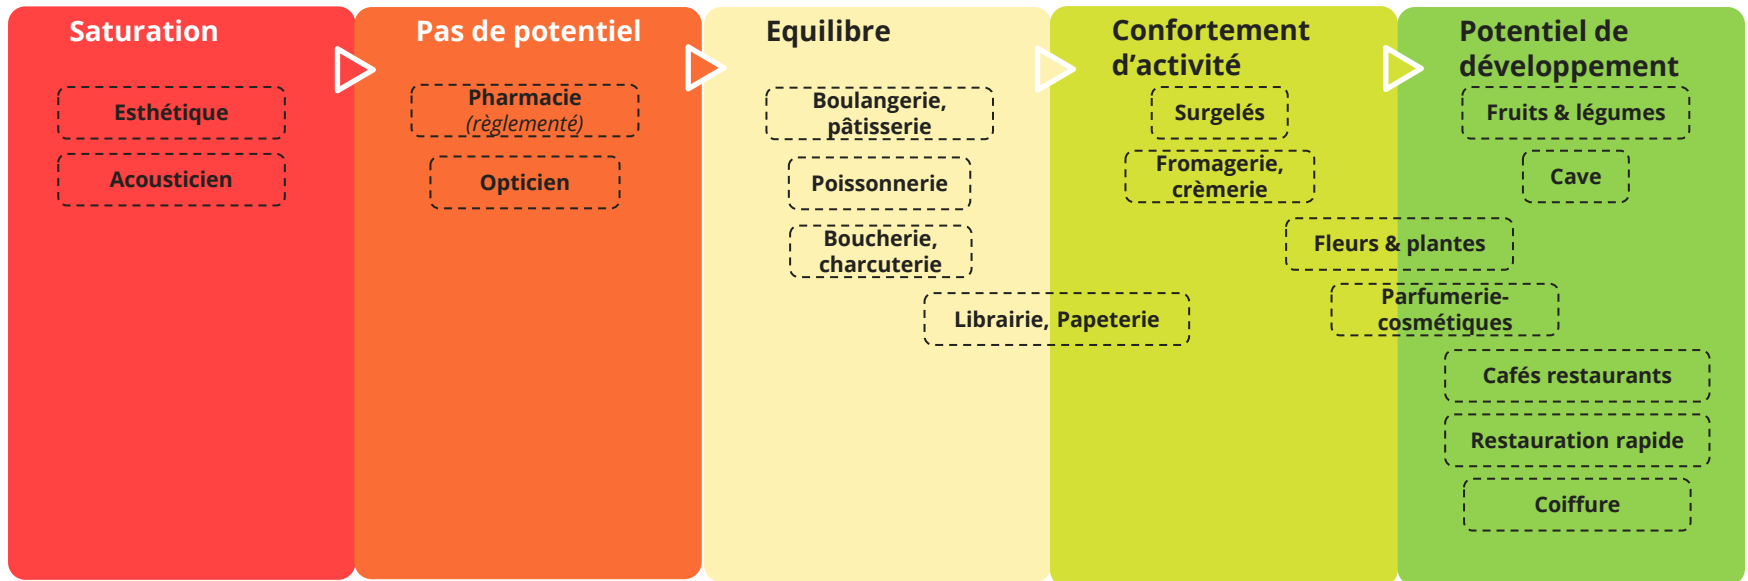 Saturation
Esthétique
Acousticien
Pas de potentiel
Pharmacie
(règlementé)
Opticien
Equilibre
Boulangerie,
pâtisserie
Poissonnerie
Boucherie,
charcuterie
Librairie, Papeterie
Confortement
d’activité
Surgelés
Fromagerie,
crèmerie
Fleurs & plantes
Parfumerie-
cosmétiques
Potentiel de
développement
Fruits & légumes
Cave
Cafés restaurants
Restauration rapide
Coiffure